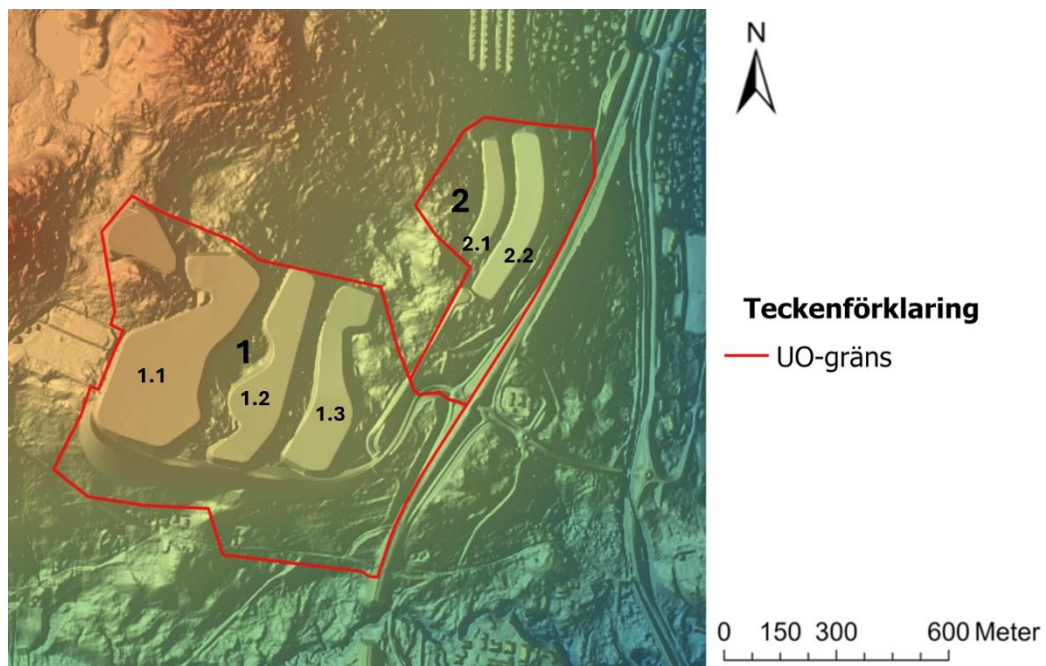 N
2
2.1
2.2
1
1.1
1.2
1.3
Teckenförklaring
UO-gräns
0 150 300 600 Meter